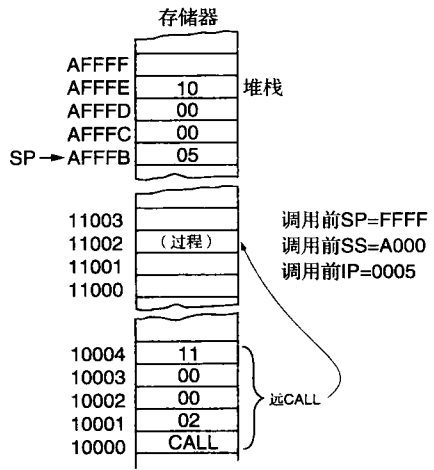 存储器
AFFFF
AFFFE 10 堆栈
AFFFD 00
AFFFC 00
SP AFFFB 05
11003
11002 (过程)
11001
11000
调用前SP=FFFF
调用前SS=A000
调用前IP=0005
10004 11
10003 00
10002 00
10001 02
10000 CALL
远CALL